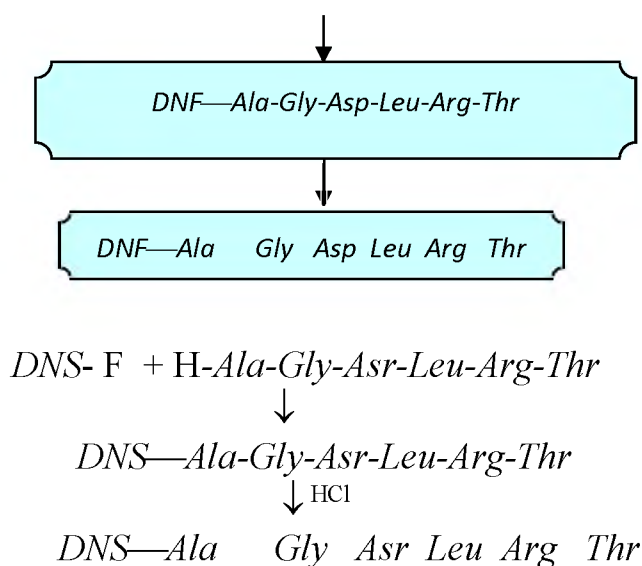 DNF—Ala-Gly-Asp-Leu-Arg-Thr
DNF—Ala Gly Asp Leu Arg Thr
DNS- F + H-Ala-Gly-Asr-Leu-Arg-Thr
DNS—Ala-Gly-Asr-Leu-Arg-Thr
HCl
DNS—Ala Gly Asr Leu Arg Thr